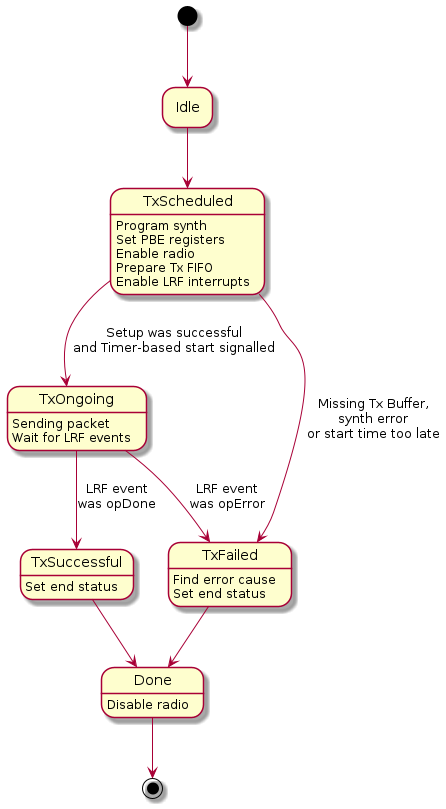 Idle
TxScheduled
Program synth
Set PBE registers
Enable radio
Prepare Tx FIFO
Enable LRF interrupts
Setup was successful
and Timer-based start signalled
TxOngoing
Sending packet
Wait for LRF events
Missing Tx Buffer,
synth error
or start time too late
LRF event
was opDone
LRF event
was opError
TxSuccessful
Set end status
TxFailed
Find error cause
Set end status
Done
Disable radio